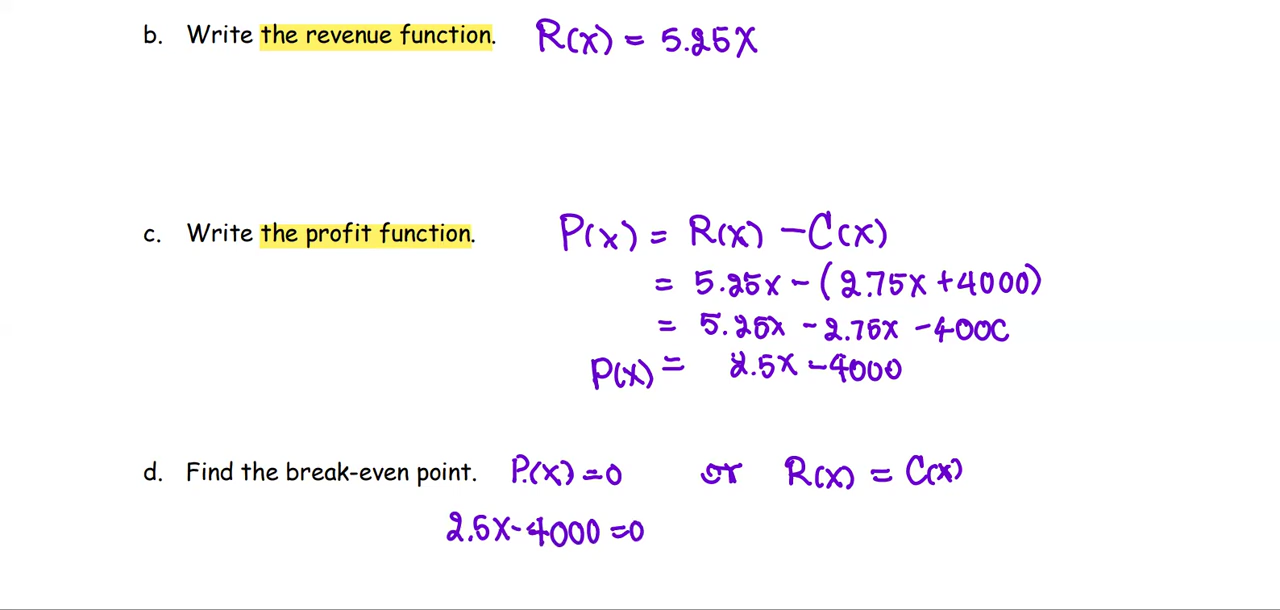 b. Write the revenue function. R(x) = 5.25x
c. Write the profit function. P(x) = R(x) - C(x)
= 5.25x - (2.75x + 4000)
= 5.25x - 2.75x - 4000
P(x) = 2.5x - 4000
d. Find the break-even point. P(x) = 0 or R(x) = C(x)
2.5x - 4000 = 0